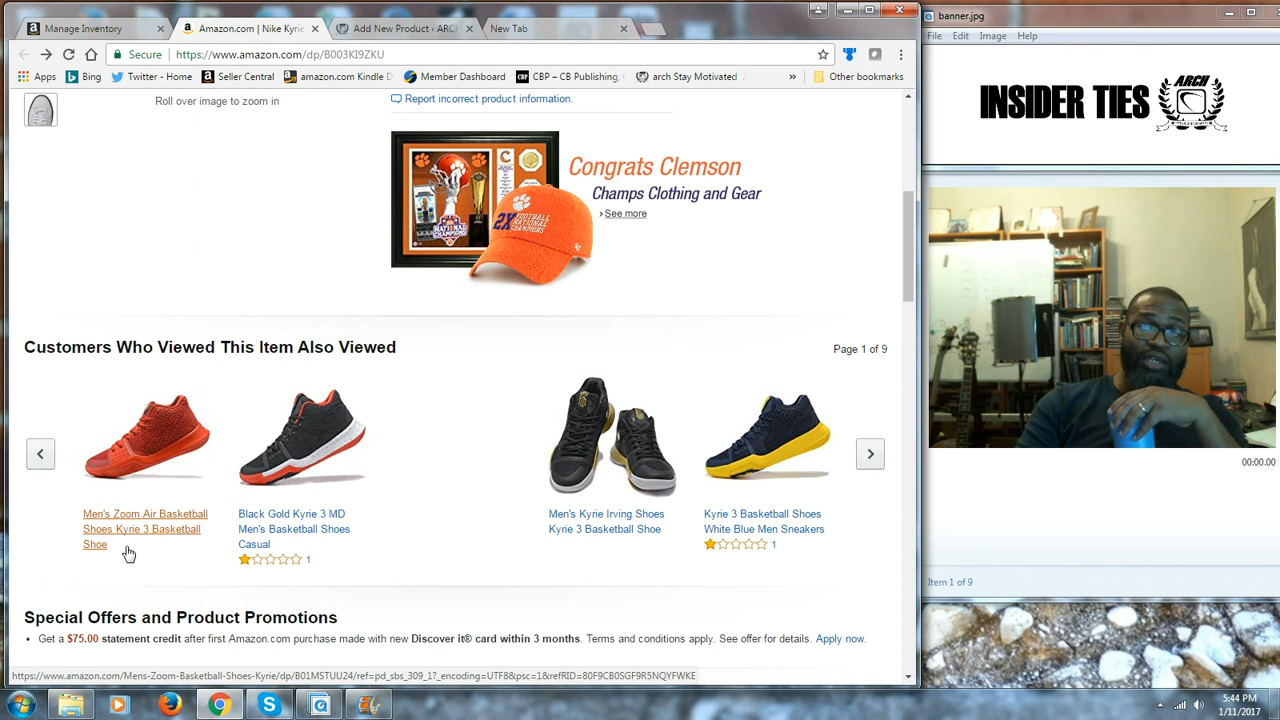 Manage Inventory
Amazon.com | Nike Kyrie
Add New Product ‹ ARCH
New Tab
Secure
https://www.amazon.com/dp/B003KI9ZKU
Apps
Bing
Twitter - Home
Seller Central
amazon.com Kindle D
Member Dashboard
CBP
CBP – CB Publishing,
arch Stay Motivated
»
Other bookmarks
Roll over image to zoom in
Report incorrect product information.
Congrats Clemson
Champs Clothing and Gear
› See more
2X
FOOTBALL
NATIONAL
CHAMPIONS
Customers Who Viewed This Item Also Viewed
Page 1 of 9
Men's Zoom Air Basketball
Shoes Kyrie 3 Basketball
Shoe
Black Gold Kyrie 3 MD
Men's Basketball Shoes
Casual
1
Men's Kyrie Irving Shoes
Kyrie 3 Basketball Shoe
Kyrie 3 Basketball Shoes
White Blue Men Sneakers
1
Special Offers and Product Promotions
• Get a $75.00 statement credit after first Amazon.com purchase made with new Discover it® card within 3 months. Terms and conditions apply. See offer for details. Apply now.
https://www.amazon.com/Mens-Zoom-Basketball-Shoes-Kyrie/dp/B01MSTUU24/ref=pd_sbs_309_1?_encoding=UTF8&psc=1&refRID=80F9CB0SGF9R5NQYFWKE
banner.jpg
File
Edit
Image
Help
INSIDER TIES
ARCH
00:00.00
Item 1 of 9
5:44 PM
1/11/2017